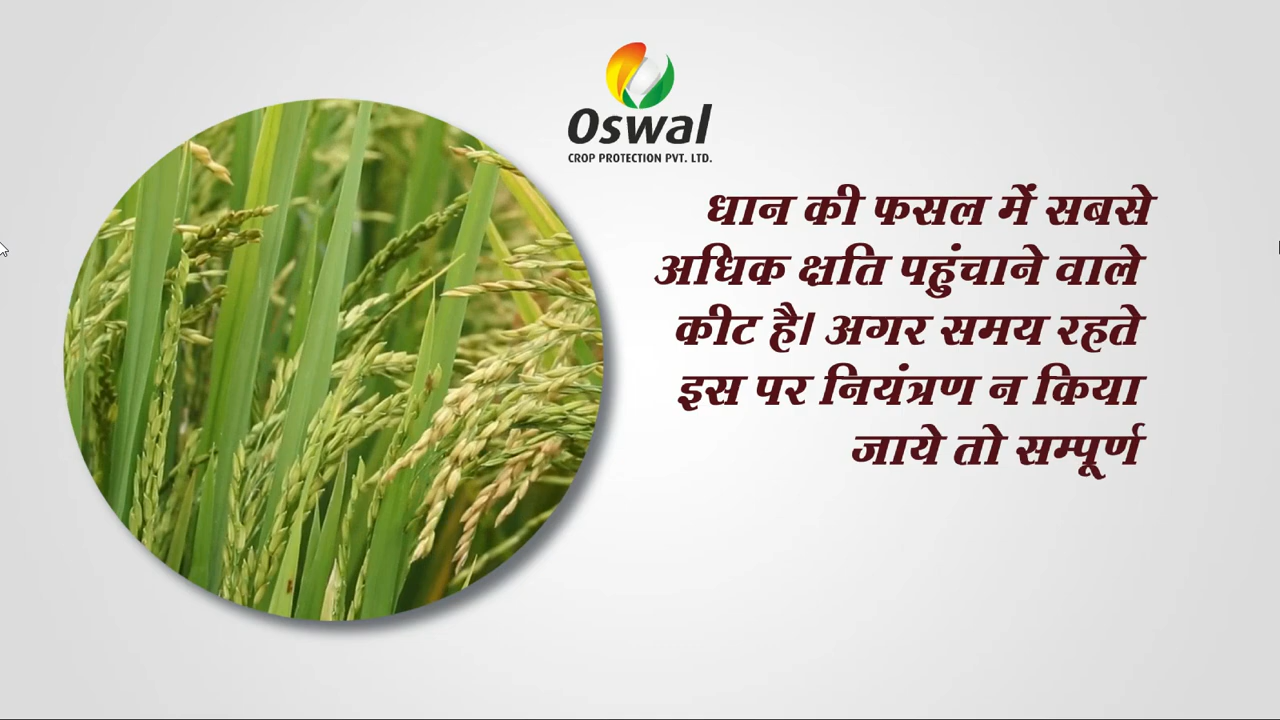 Oswal
CROP PROTECTION PVT. LTD.
धान की फसल में सबसे
अधिक क्षति पहुंचाने वाले
कीट है। अगर समय रहते
इस पर नियंत्रण न किया
जाये तो सम्पूर्ण